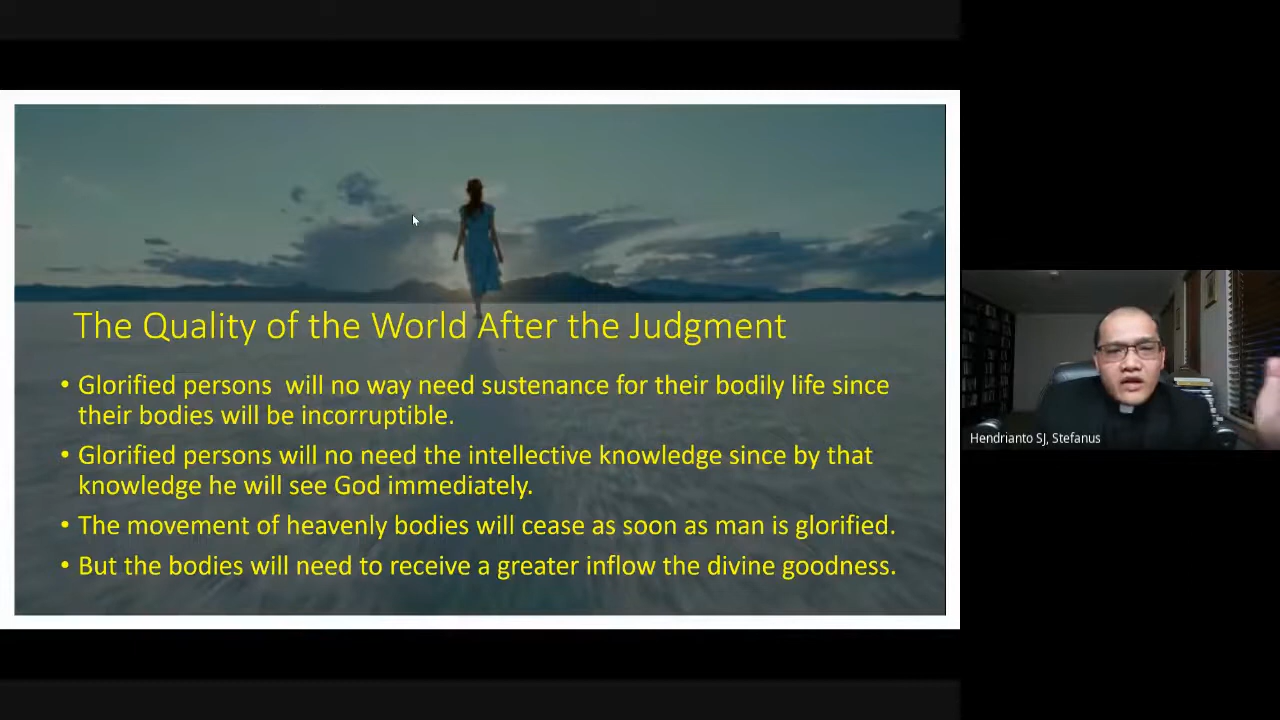 The Quality of the World After the Judgment
• Glorified persons  will no way need sustenance for their bodily life since
their bodies will be incorruptible.
• Glorified persons will no need the intellective knowledge since by that
knowledge he will see God immediately.
• The movement of heavenly bodies will cease as soon as man is glorified.
• But the bodies will need to receive a greater inflow the divine goodness.
Hendrianto SJ, Stefanus